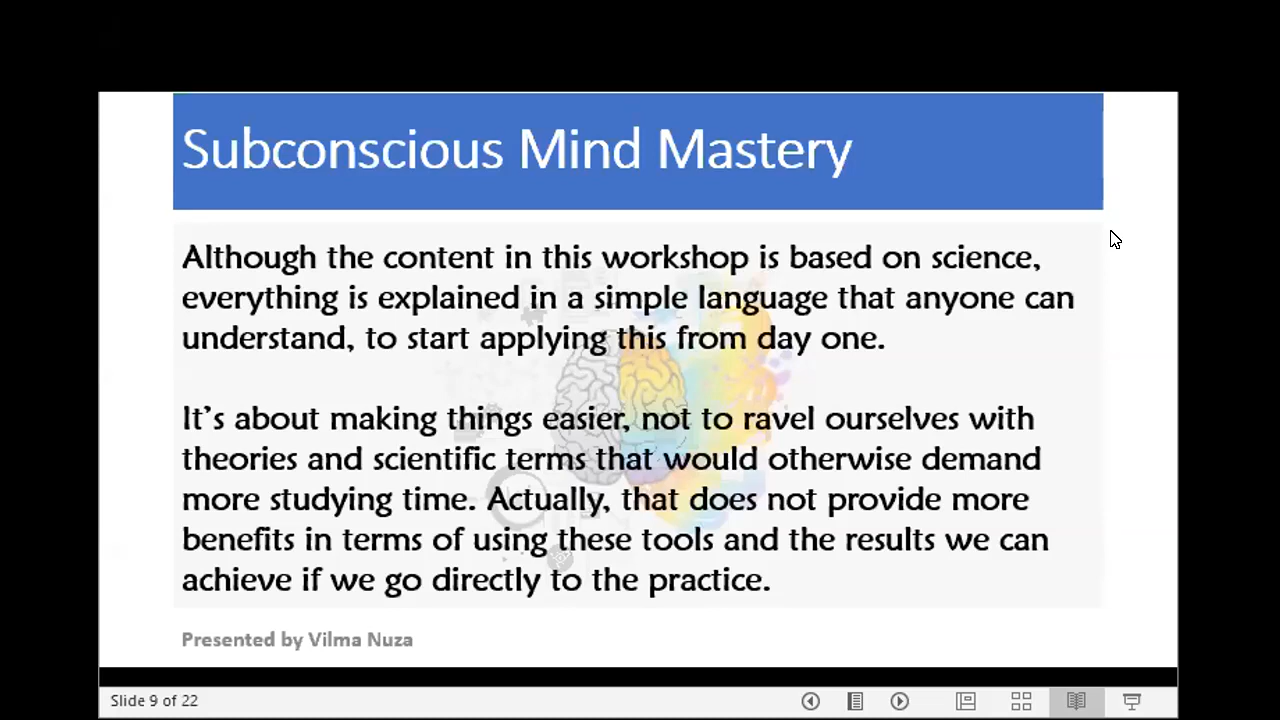 Subconscious Mind Mastery
Although the content in this workshop is based on science,
everything is explained in a simple language that anyone can
understand, to start applying this from day one.
It’s about making things easier, not to ravel ourselves with
theories and scientific terms that would otherwise demand
more studying time. Actually, that does not provide more
benefits in terms of using these tools and the results we can
achieve if we go directly to the practice.
Presented by Vilma Nuza
Slide 9 of 22